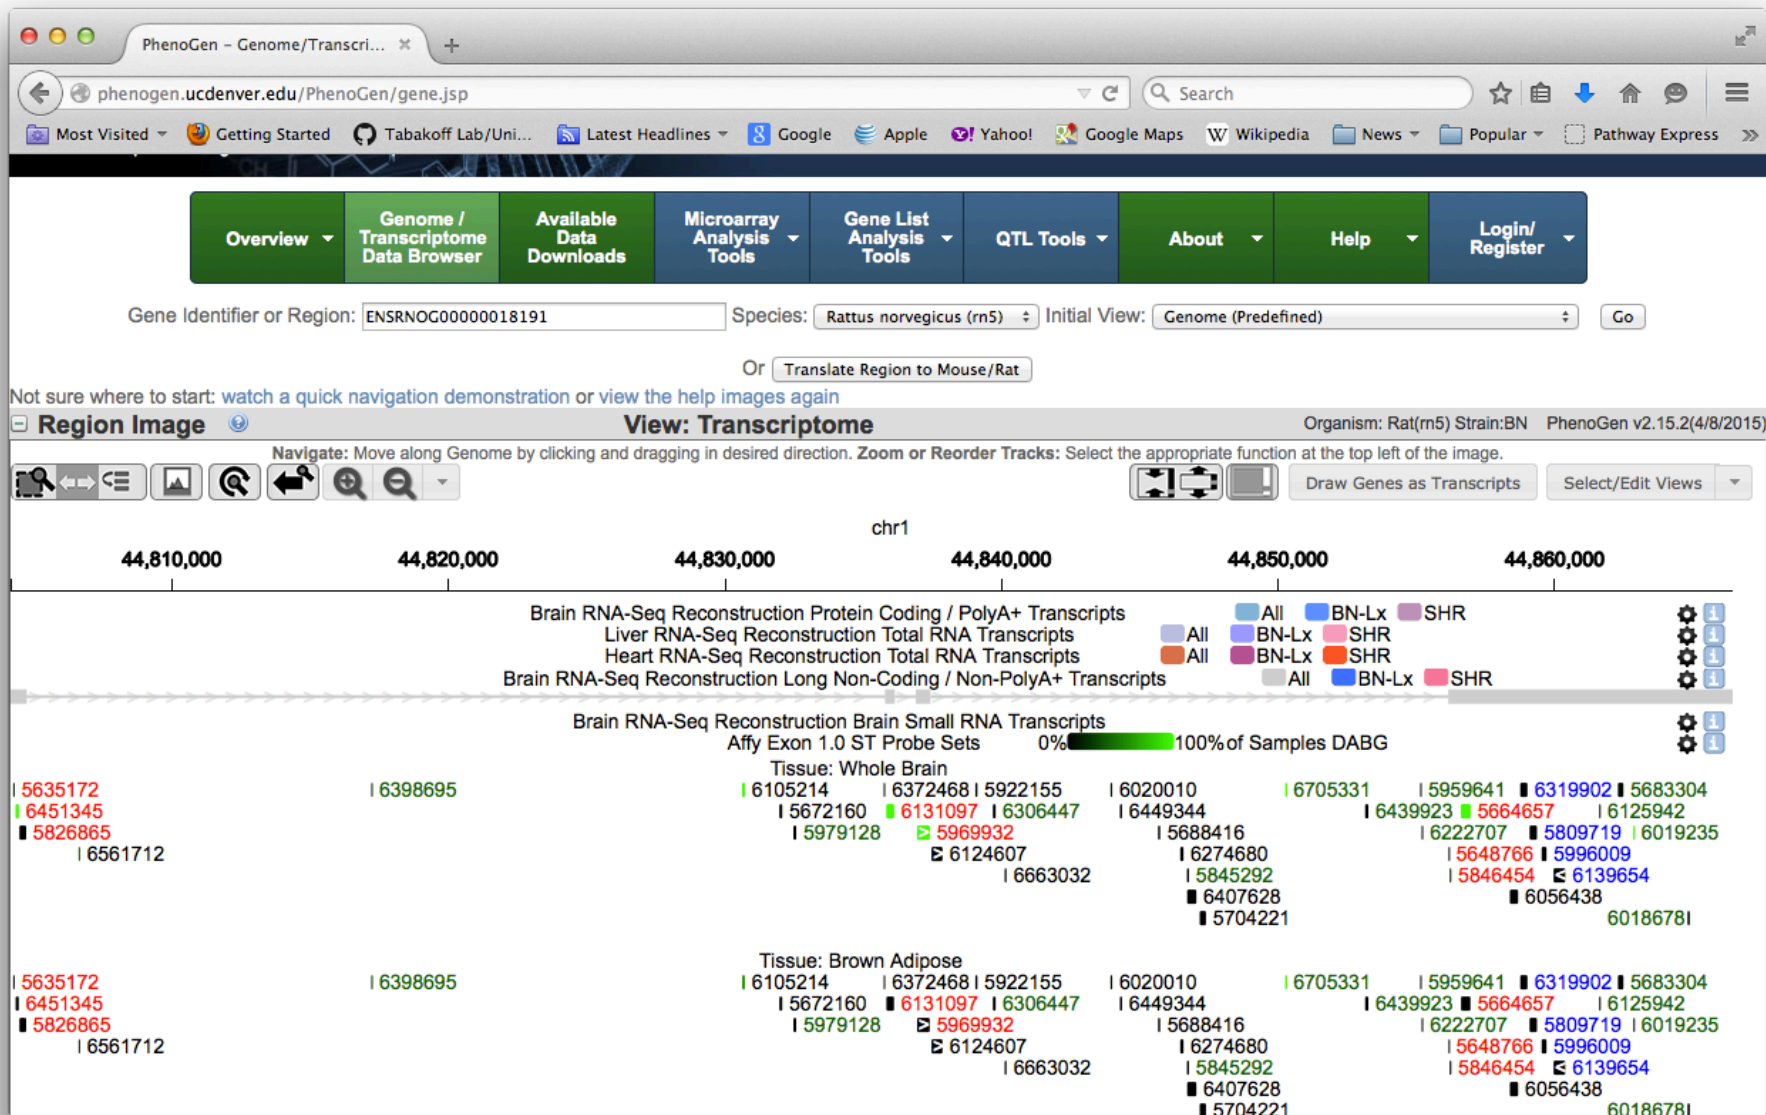 PhenoGen – Genome/Transcri... × +
phenogen.ucdenver.edu/PhenoGen/gene.jsp Search
Most Visited Getting Started Tabakoff Lab/Uni... Latest Headlines Google Apple Yahoo! Google Maps Wikipedia News Popular Pathway Express »
Overview Genome / Transcriptome Data Browser Available Data Downloads Microarray Analysis Tools Gene List Analysis Tools QTL Tools About Help Login/ Register
Gene Identifier or Region: ENSRNOG00000018191 Species: Rattus norvegicus (rn5) Initial View: Genome (Predefined) Go
Or Translate Region to Mouse/Rat
Not sure where to start: watch a quick navigation demonstration or view the help images again
Region Image View: Transcriptome Organism: Rat(rn5) Strain:BN PhenoGen v2.15.2(4/8/2015)
Navigate: Move along Genome by clicking and dragging in desired direction. Zoom or Reorder Tracks: Select the appropriate function at the top left of the image.
Draw Genes as Transcripts Select/Edit Views
chr1
44,810,000 44,820,000 44,830,000 44,840,000 44,850,000 44,860,000
Brain RNA-Seq Reconstruction Protein Coding / PolyA+ Transcripts All BN-Lx SHR
Liver RNA-Seq Reconstruction Total RNA Transcripts All BN-Lx SHR
Heart RNA-Seq Reconstruction Total RNA Transcripts All BN-Lx SHR
Brain RNA-Seq Reconstruction Long Non-Coding / Non-PolyA+ Transcripts All BN-Lx SHR
Brain RNA-Seq Reconstruction Brain Small RNA Transcripts
Affy Exon 1.0 ST Probe Sets 0% 100% of Samples DABG
Tissue: Whole Brain
5635172 6398695 6105214 6372468 5922155 6020010 6705331 5959641 6319902 5683304
6451345 5672160 6131097 6306447 6449344 6439923 5664657 6125942
5826865 5979128 5969932 5688416 6222707 5809719 6019235
6561712 6124607 6274680 5648766 5996009
6663032 5845292 5846454 6139654
6407628 6056438
5704221 6018678
Tissue: Brown Adipose
5635172 6398695 6105214 6372468 5922155 6020010 6705331 5959641 6319902 5683304
6451345 5672160 6131097 6306447 6449344 6439923 5664657 6125942
5826865 5979128 5969932 5688416 6222707 5809719 6019235
6561712 6124607 6274680 5648766 5996009
6663032 5845292 5846454 6139654
6407628 6056438
5704221 6018678